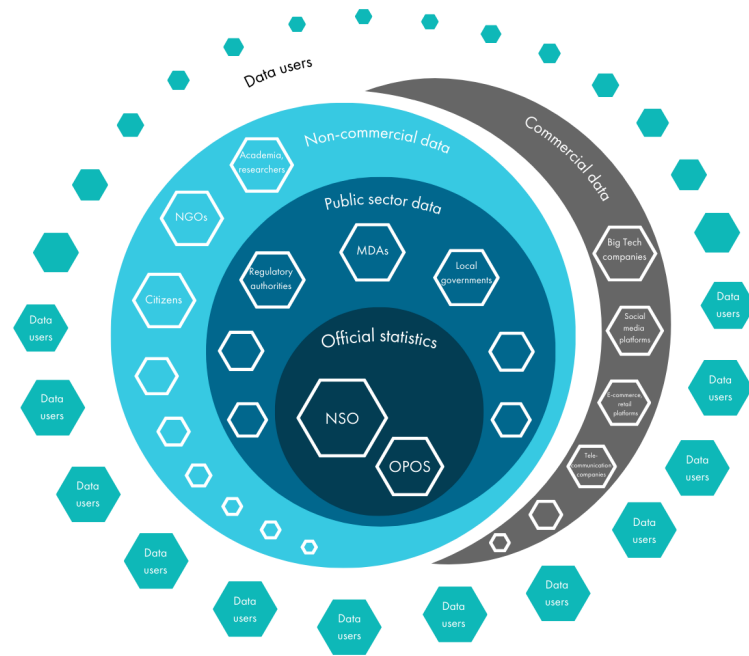 Data users
Non-commercial data
Commercial data
Academia,
researchers
NGOs
Citizens
Public sector data
MDAs
Regulatory
authorities
Local
governments
Official statistics
NSO
OPOS
Big Tech
companies
Social
media
platforms
E-commerce,
retail
platforms
Tele-
communication
companies
Data
users
Data
users
Data
users
Data
users
Data
users
Data
users
Data
users
Data
users
Data
users
Data
users
Data
users
Data
users